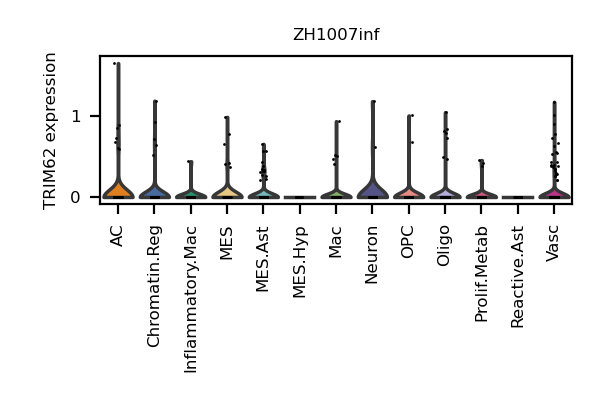 ZH1007inf
TRIM62 expression
1
0
AC
Chromatin.Reg
Inflammatory.Mac
MES
MES.Ast
MES.Hyp
Mac
Neuron
OPC
Oligo
Prolif.Metab
Reactive.Ast
Vasc